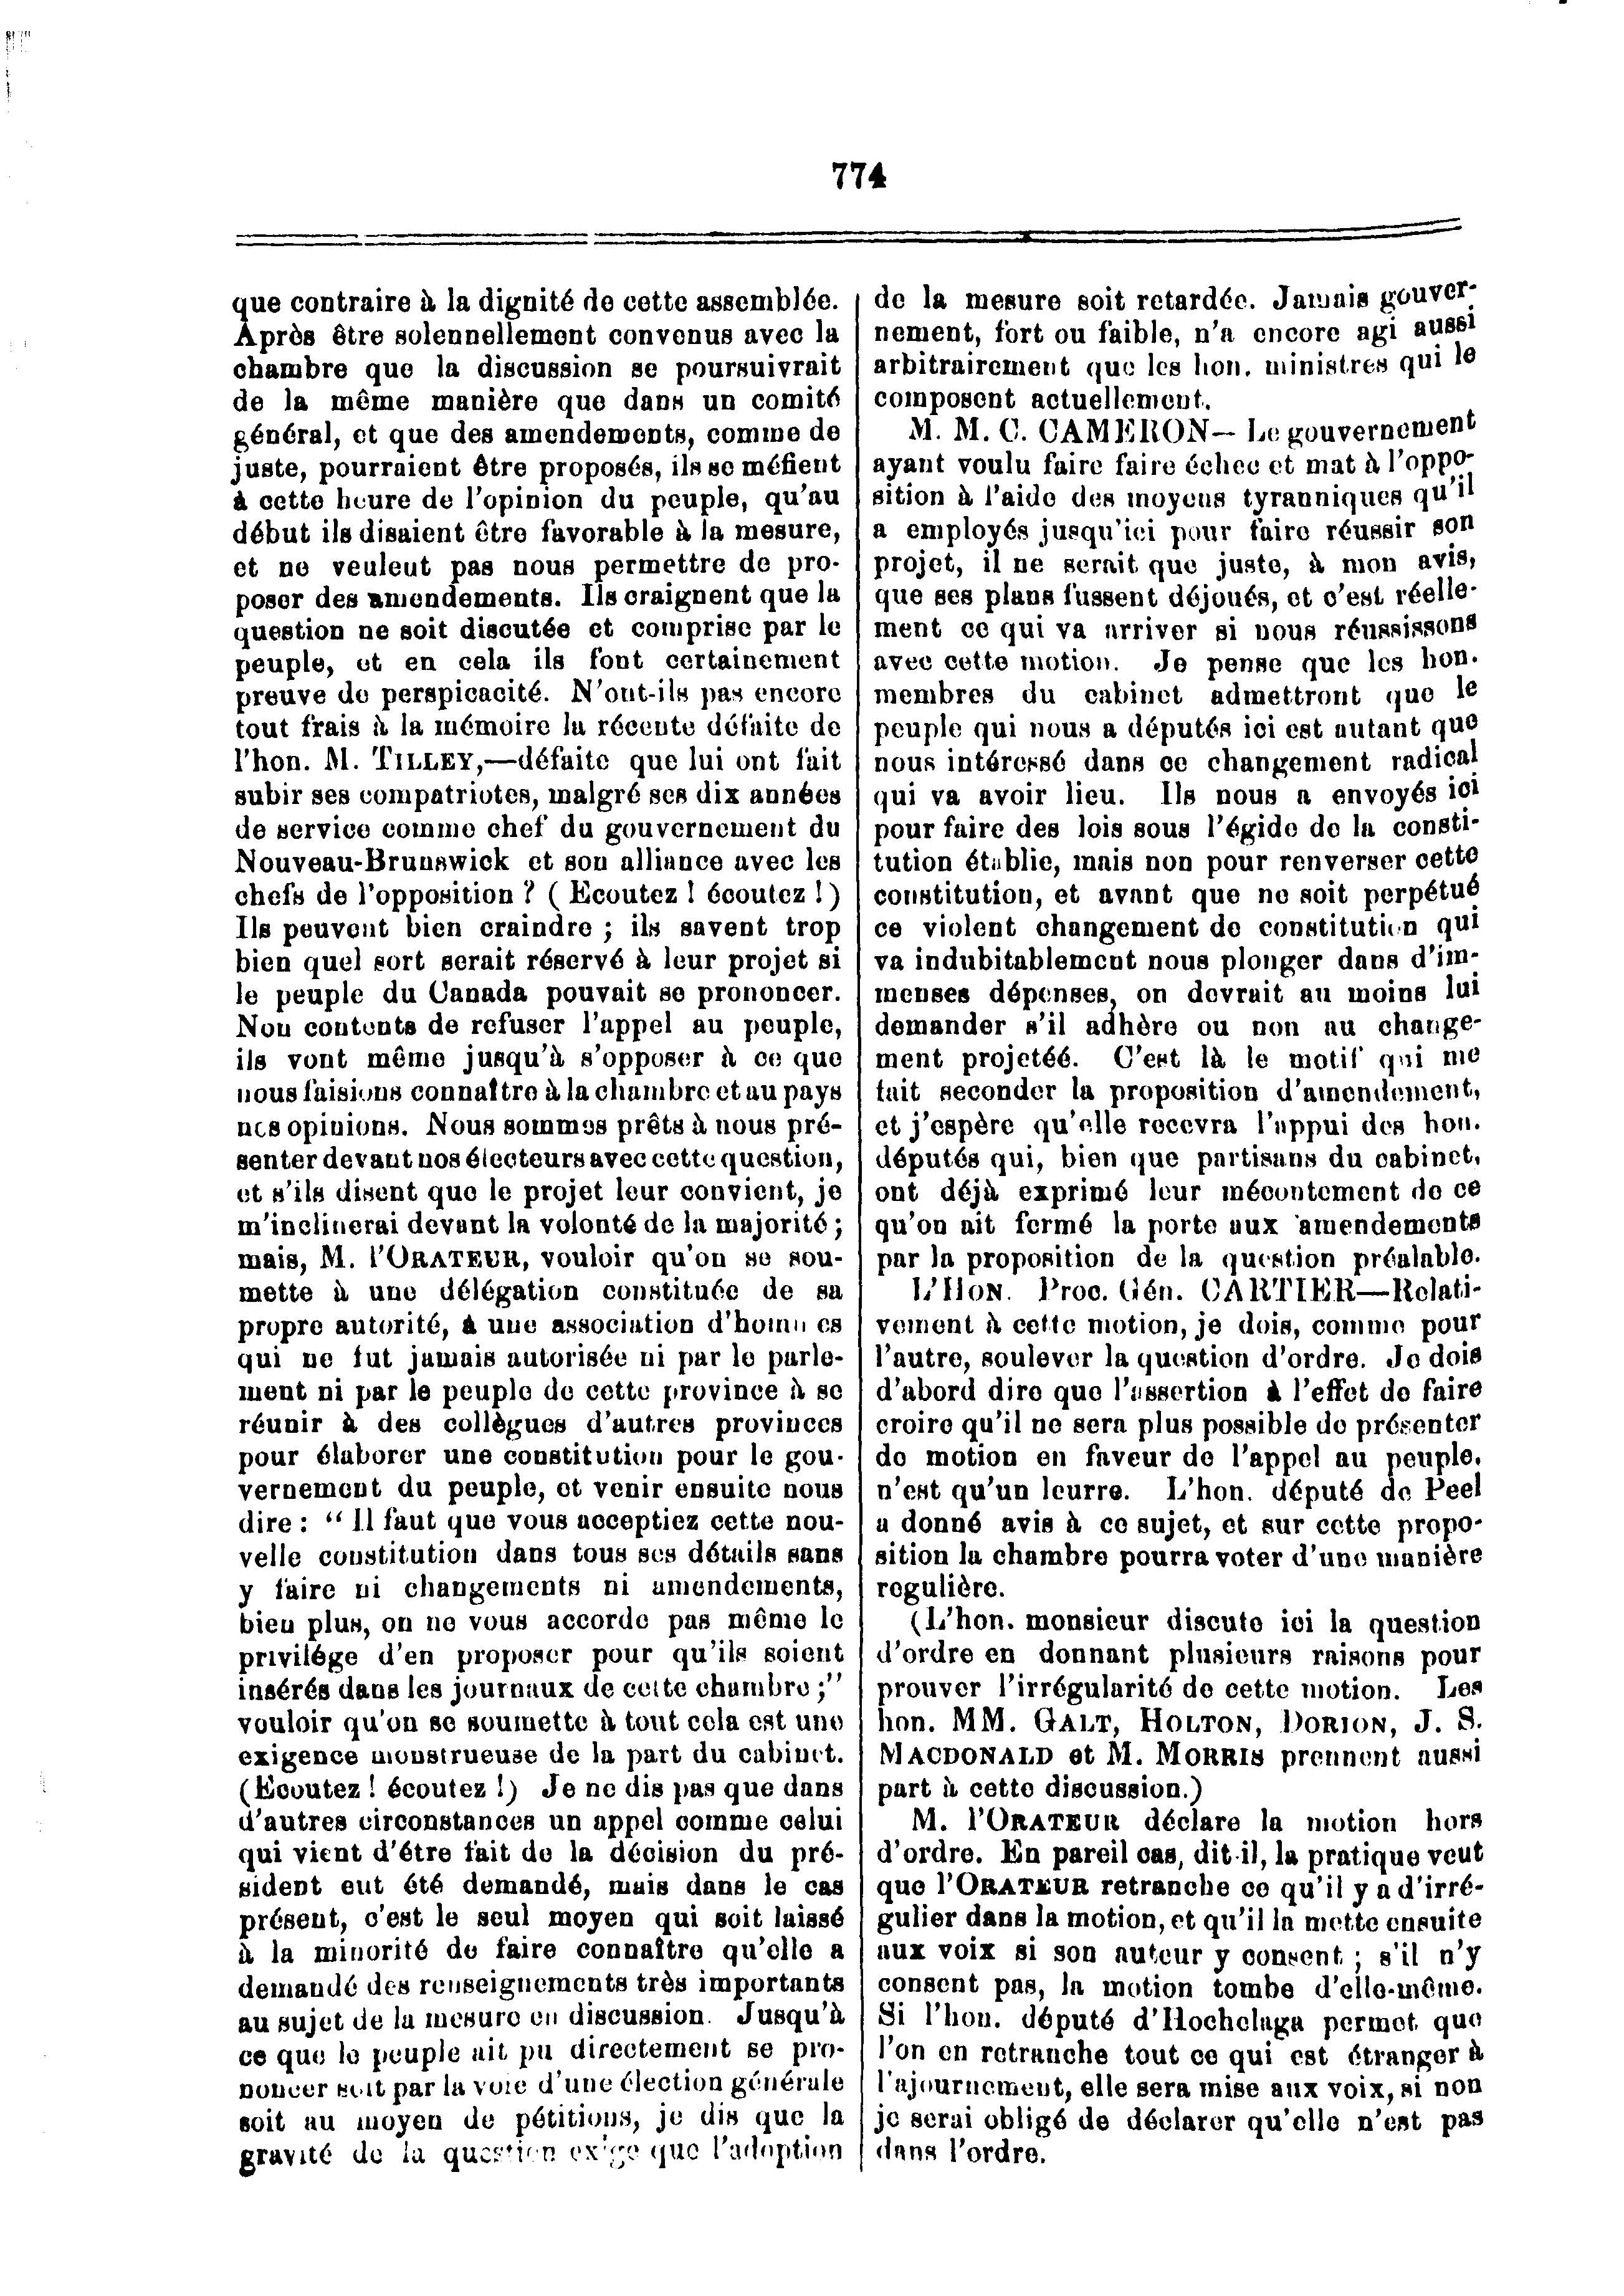 774
que contraire à la dignité de cette assemblée.
Après être solennellement convenus avec la
chambre que la discussion se poursuivrait
de la même manière que dans un comité
général, et que des amendements, comme de
juste, pourraient être proposés, ils se méfient
à cette heure de l'opinion du peuple, qu'au
début ils disaient être favorable à la mesure,
et ne veulent pas nous permettre de pro-
poser des amendements. Ils craignent que la
question ne soit discutée et comprise par le
peuple, et en cela ils font certainement
preuve de perspicacité. N'ont-ils pas encore
tout frais à la mémoire la récente défaite de
l'hon. M. TILLEY,—défaite que lui ont fait
subir ses compatriotes, malgré ses dix années
de service comme chef du gouvernement du
Nouveau-Brunswick et son alliance avec les
chefs de l'opposition ? (Ecoutez ! écoutez !)
Ils peuvent bien craindre ; ils savent trop
bien quel sort serait réservé à leur projet si
le peuple du Canada pouvait se prononcer.
Non contents de refuser l'appel au peuple,
ils vont même jusqu'à s'opposer à ce que
nous faisions connaître à la chambre et au pays
nos opinions. Nous sommes prêts à nous pré-
senter devant nos électeurs avec cette question,
et s'ils disent que le projet leur convient, je
m'inclinerai devant la volonté de la majorité ;
mais, M. l'ORATEUR, vouloir qu'on se sou-
mette à une délégation constituée de sa
propre autorité, à une association d'hommes
qui ne fut jamais autorisée ni par le parle-
ment ni par le peuple de cette province à se
réunir à des collègues d'autres provinces
pour élaborer une constitution pour le gou-
vernement du peuple, et venir ensuite nous
dire : " Il faut que vous acceptiez cette nou-
velle constitution dans tous ses détails sans
y faire ni changements ni amendements,
bien plus, on ne vous accorde pas même le
privilége d'en proposer pour qu'ils soient
insérés dans les journaux de cette chambre ;"
vouloir qu'on se soumette à tout cela est une
exigence monstrueuse de la part du cabinet.
(Ecoutez ! écoutez !) Je ne dis pas que dans
d'autres circonstances un appel comme celui
qui vient d'être fait de la décision du pré-
sident eut été demandé, mais dans le cas
présent, c'est le seul moyen qui soit laissé
à la minorité de faire connaître qu'elle a
demandé des renseignements très importants
au sujet de la mesure en discussion. Jusqu'à
ce que le peuple ait pu directement se pro-
noncer soit par la voie d'une élection générale
soit au moyen de pétitions, je dis que la
gravité de la question exige que l'adoption
de la mesure soit retardée. Jamais gouver-
nement, fort ou faible, n'a encore agi aussi
arbitrairement que les hon. ministres qui le
composent actuellement.
M. M. C. CAMERON— Le gouvernement
ayant voulu faire faire échec et mat à l'oppo-
sition à l'aide des moyens tyranniques qu'il
a employés jusqu'ici pour faire réussir son
projet, il ne serait que juste, à mon avis,
que ses plans fussent déjoués, et c'est réelle-
ment ce qui va arriver si nous réussissons
avec cette motion. Je pense que les hon.
membres du cabinet admettront que le
peuple qui nous a députés ici est autant que
nous intéressé dans ce changement radical
qui va avoir lieu. Ils nous a envoyés ici
pour faire des lois sous l'égide de la consti-
tution établie, mais non pour renverser cette
constitution, et avant que ne soit perpétué
ce violent changement de constitution qui
va indubitablement nous plonger dans d'im-
menses dépenses, on devrait au moins lui
demander s'il adhère ou non au change-
ment projetéé. C'est là le motif qui me
fait seconder la proposition d'amendement,
et j'espère qu'elle recevra l'appui des hon.
députés qui, bien que partisans du cabinet,
ont déjà exprimé leur mécontement de ce
qu'on ait fermé la porte aux amendements
par la proposition de la question préalable.
L'HON. Proc. Gén. CARTIER—Relati-
vement à cette motion, je dois, comme pour
l'autre, soulever la question d'ordre. Je dois
d'abord dire que l'assertion à l'effet de faire
croire qu'il ne sera plus possible de présenter
de motion en faveur de l'appel au peuple,
n'est qu'un leurre. L'hon. député de Peel
a donné avis à ce sujet, et sur cette propo-
sition la chambre pourra voter d'une manière
regulière.
(L'hon. monsieur discute ici la question
d'ordre en donnant plusieurs raisons pour
prouver l'irrégularité de cette motion. Les
hon. MM. GALT, HOLTON, DORION, J. S.
MACDONALD et M. MORRIS prennent aussi
part à cette discussion.)
M. l'ORATEUR déclare la motion hors
d'ordre. En pareil cas, dit-il, la pratique veut
que l'ORATEUR retranche ce qu'il y a d'irré-
gulier dans la motion, et qu'il la mette ensuite
aux voix si son auteur y consent ; s'il n'y
consent pas, la motion tombe d'elle-même.
Si l'hon. député d'Hochelaga permet que
l'on en retranche tout ce qui est étranger à
l'ajournement, elle sera mise aux voix, si non
je serai obligé de déclarer qu'elle n'est pas
dans l'ordre.